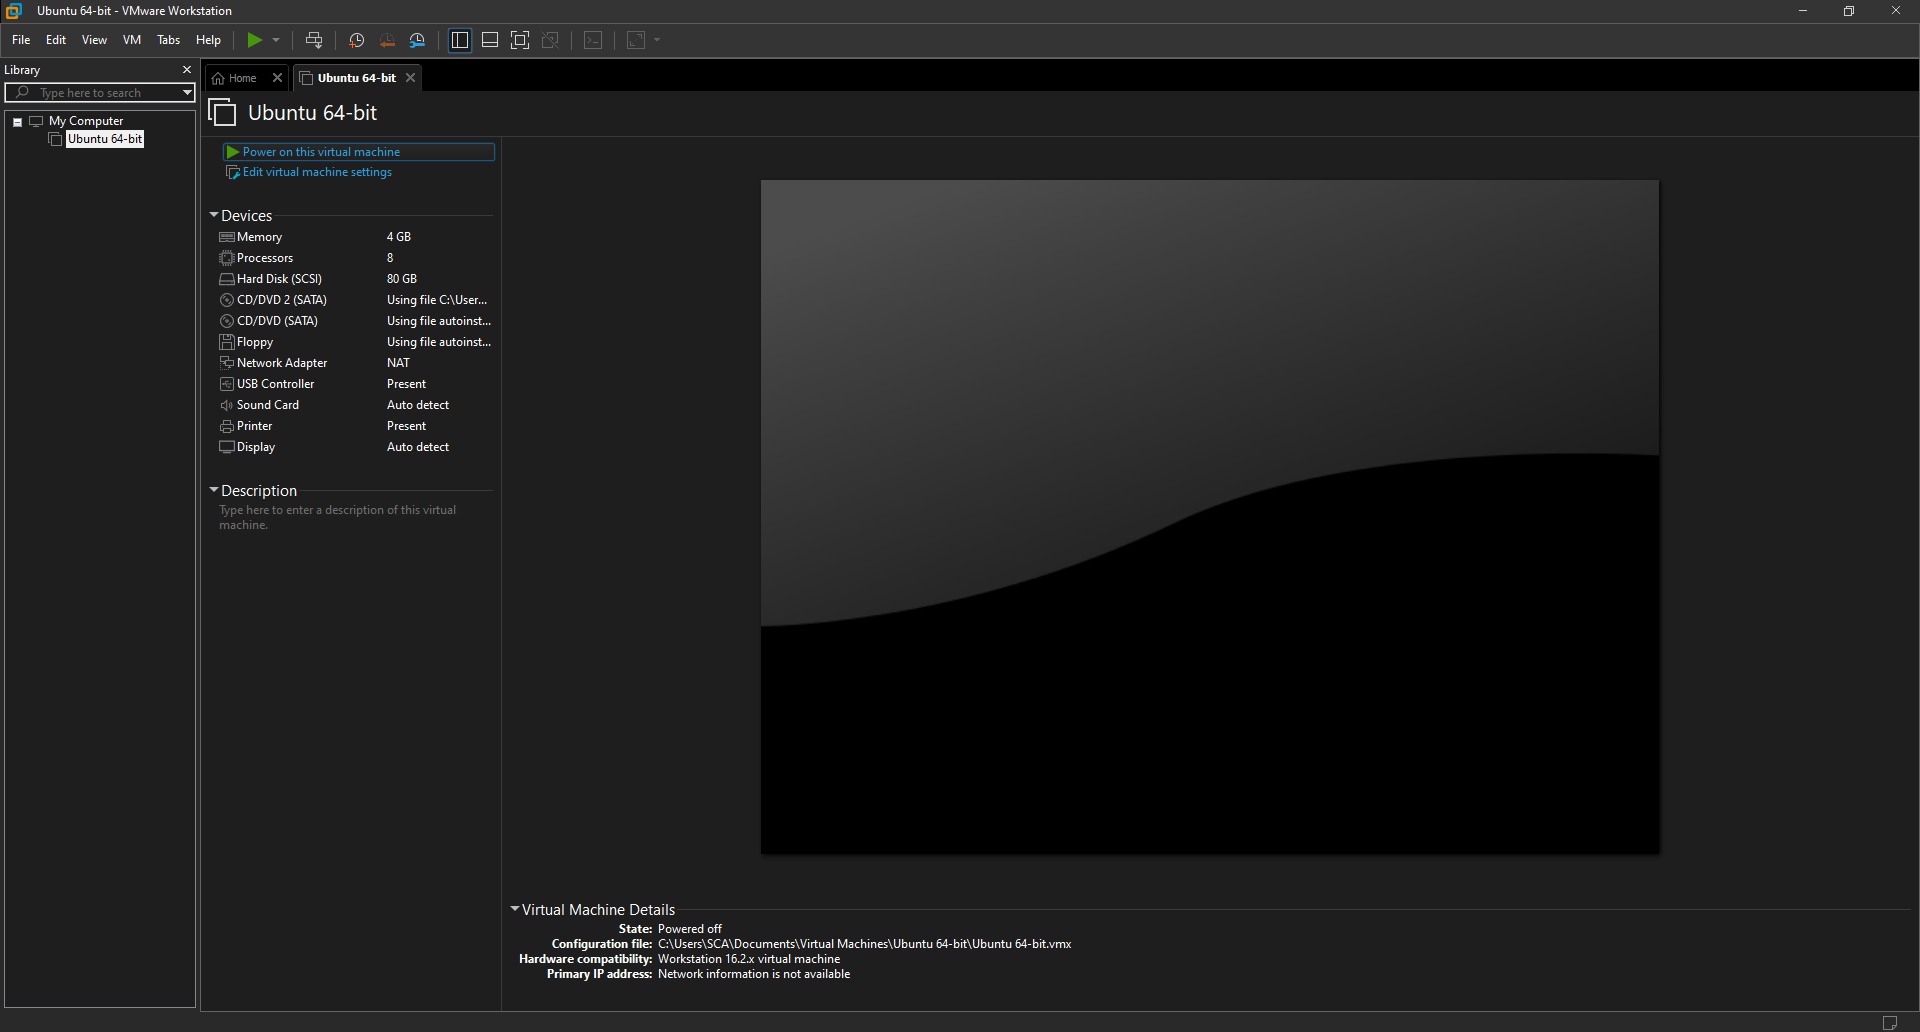 Ubuntu 64-bit - VMware Workstation
File Edit View VM Tabs Help
Library
Type here to search
My Computer
Ubuntu 64-bit
Home
Ubuntu 64-bit
Ubuntu 64-bit
Power on this virtual machine
Edit virtual machine settings
Devices
Memory 4 GB
Processors 8
Hard Disk (SCSI) 80 GB
CD/DVD 2 (SATA) Using file C:\User...
CD/DVD (SATA) Using file autoinst...
Floppy Using file autoinst...
Network Adapter NAT
USB Controller Present
Sound Card Auto detect
Printer Present
Display Auto detect
Description
Type here to enter a description of this virtual
machine.
Virtual Machine Details
State: Powered off
Configuration file: C:\Users\SCA\Documents\Virtual Machines\Ubuntu 64-bit\Ubuntu 64-bit.vmx
Hardware compatibility: Workstation 16.2.x virtual machine
Primary IP address: Network information is not available